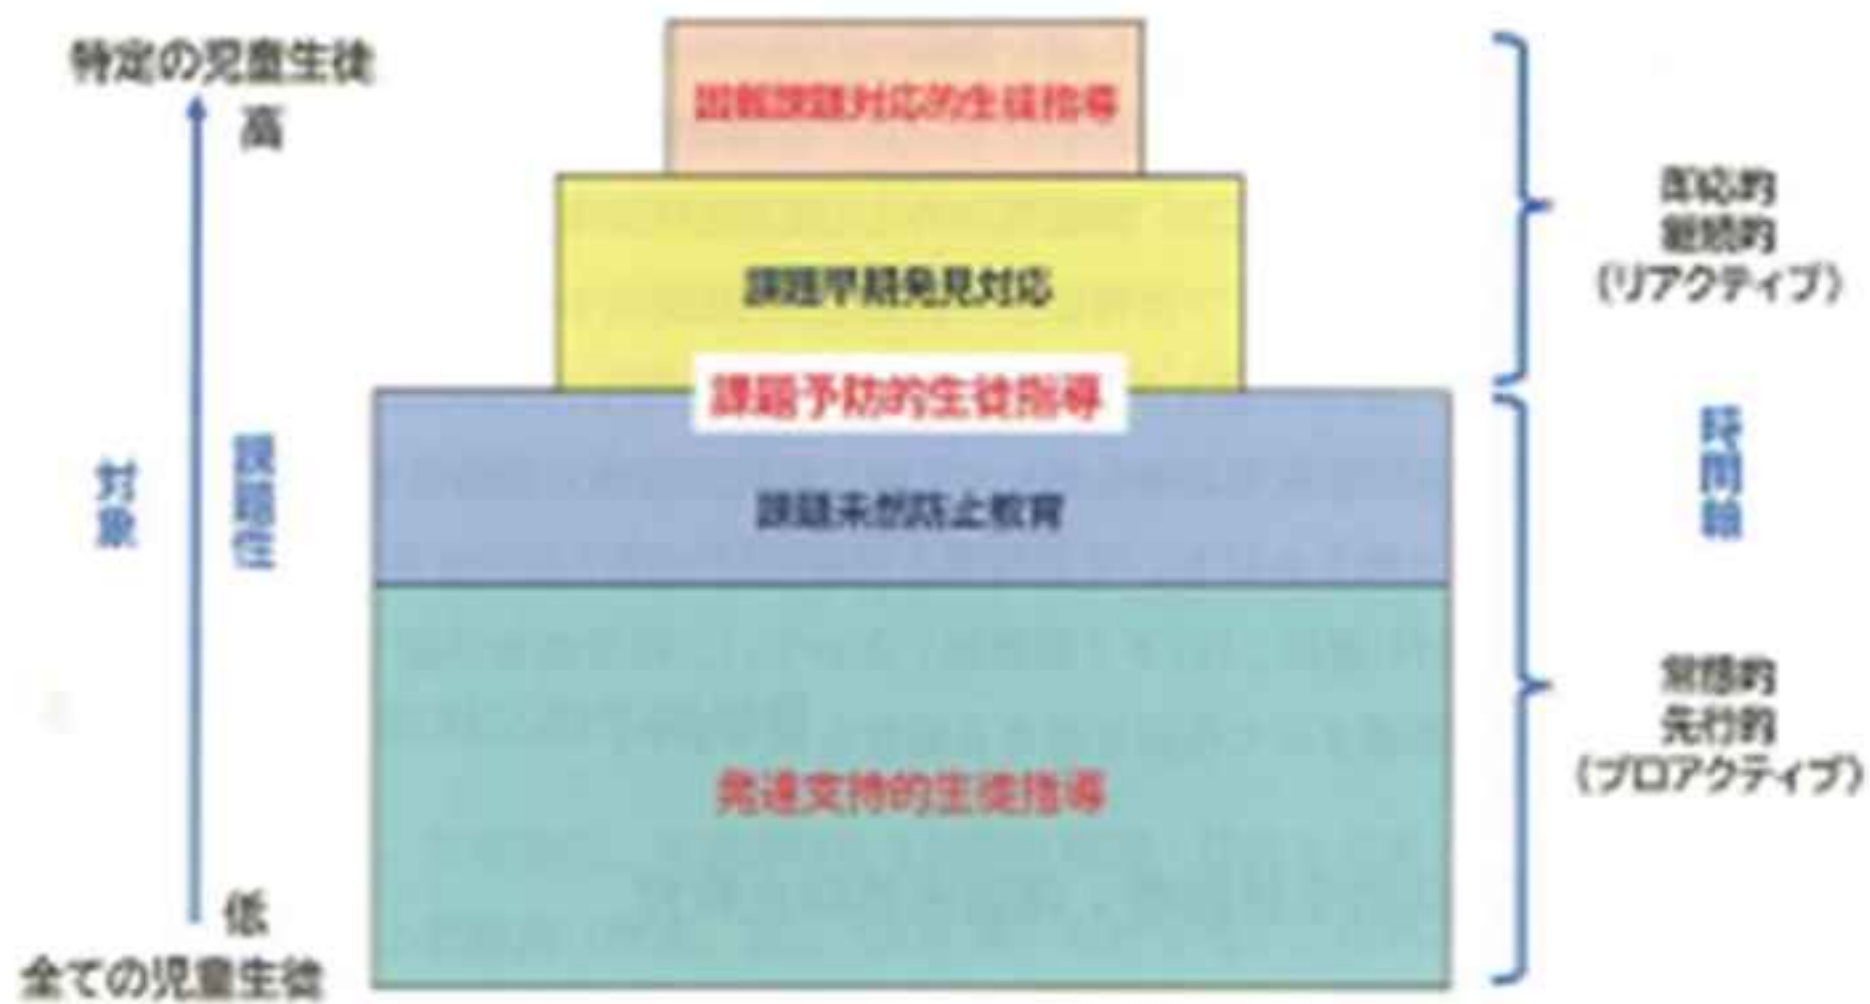 特定の児童生徒
高
困難課題対応的生徒指導
課題早期発見対応
課題予防的生徒指導
課題未然防止教育
発達支持的生徒指導
対象
課題性
低
全ての児童生徒
即応的
継続的
(リアクティブ)
時間軸
常態的
先行的
(プロアクティブ)